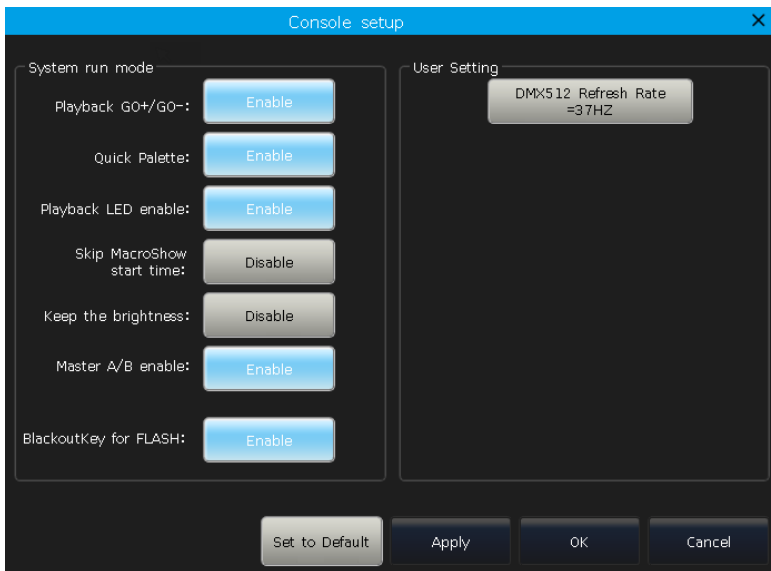 Console setup
System run mode
Playback GO+/GO-:
Enable
Quick Palette:
Enable
Playback LED enable:
Enable
Skip MacroShow
start time:
Disable
Keep the brightness:
Disable
Master A/B enable:
Enable
BlackoutKey for FLASH:
Enable
User Setting
DMX512 Refresh Rate
=37HZ
Set to Default
Apply
OK
Cancel